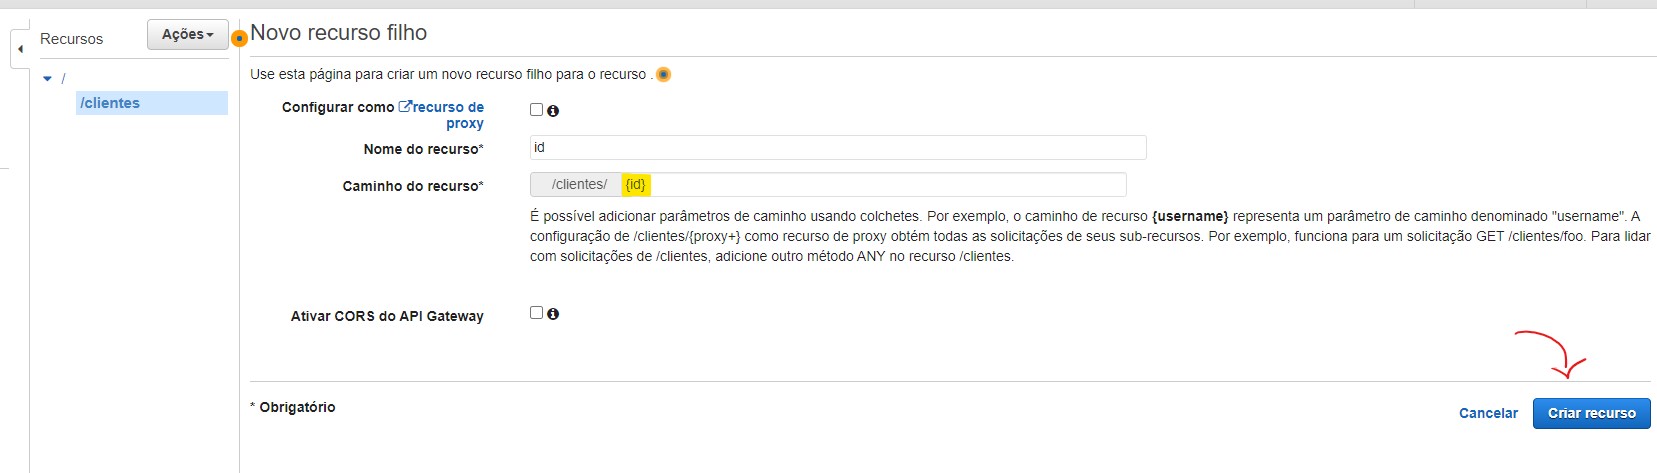 Recursos
Ações
Novo recurso filho
/
/clientes
Use esta página para criar um novo recurso filho para o recurso .
Configurar como recurso de
proxy
Nome do recurso*
id
Caminho do recurso*
/clientes/ {id}
É possível adicionar parâmetros de caminho usando colchetes. Por exemplo, o caminho de recurso {username} representa um parâmetro de caminho denominado "username". A
configuração de /clientes/{proxy+} como recurso de proxy obtém todas as solicitações de seus sub-recursos. Por exemplo, funciona para um solicitação GET /clientes/foo. Para lidar
com solicitações de /clientes, adicione outro método ANY no recurso /clientes.
Ativar CORS do API Gateway
* Obrigatório
Cancelar
Criar recurso